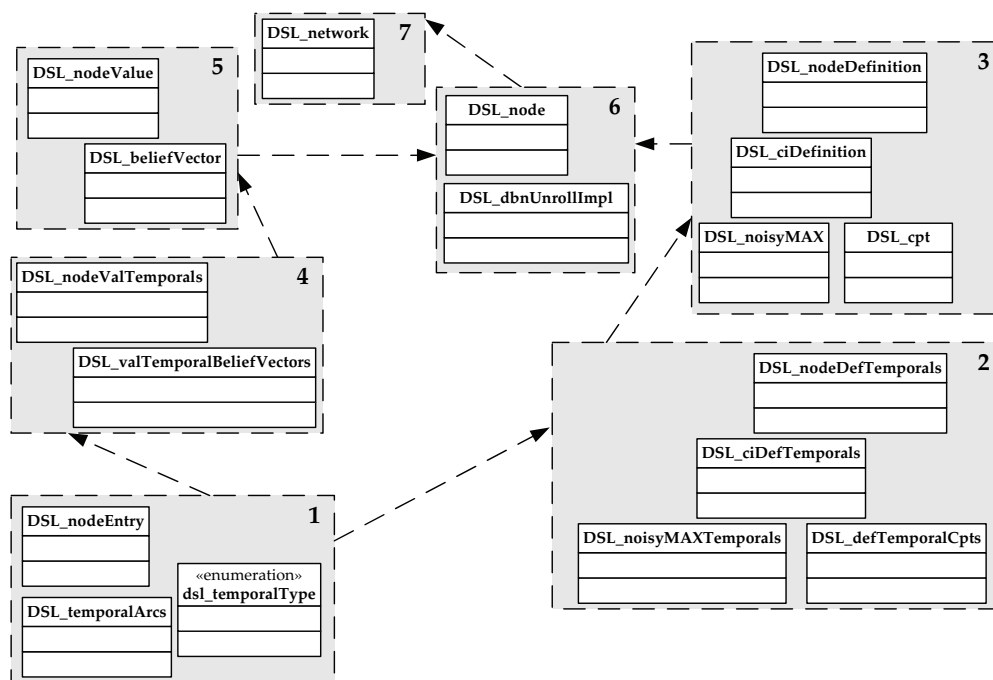 7
DSL_network
5
DSL_nodeValue
DSL_beliefVector
6
DSL_node
DSL_dbnUnrollImpl
3
DSL_nodeDefinition
DSL_ciDefinition
DSL_noisyMAX
DSL_cpt
4
DSL_nodeValTemporals
DSL_valTemporalBeliefVectors
2
DSL_nodeDefTemporals
DSL_ciDefTemporals
DSL_noisyMAXTemporals
DSL_defTemporalCpts
1
DSL_nodeEntry
«enumeration»
dsl_temporalType
DSL_temporalArcs